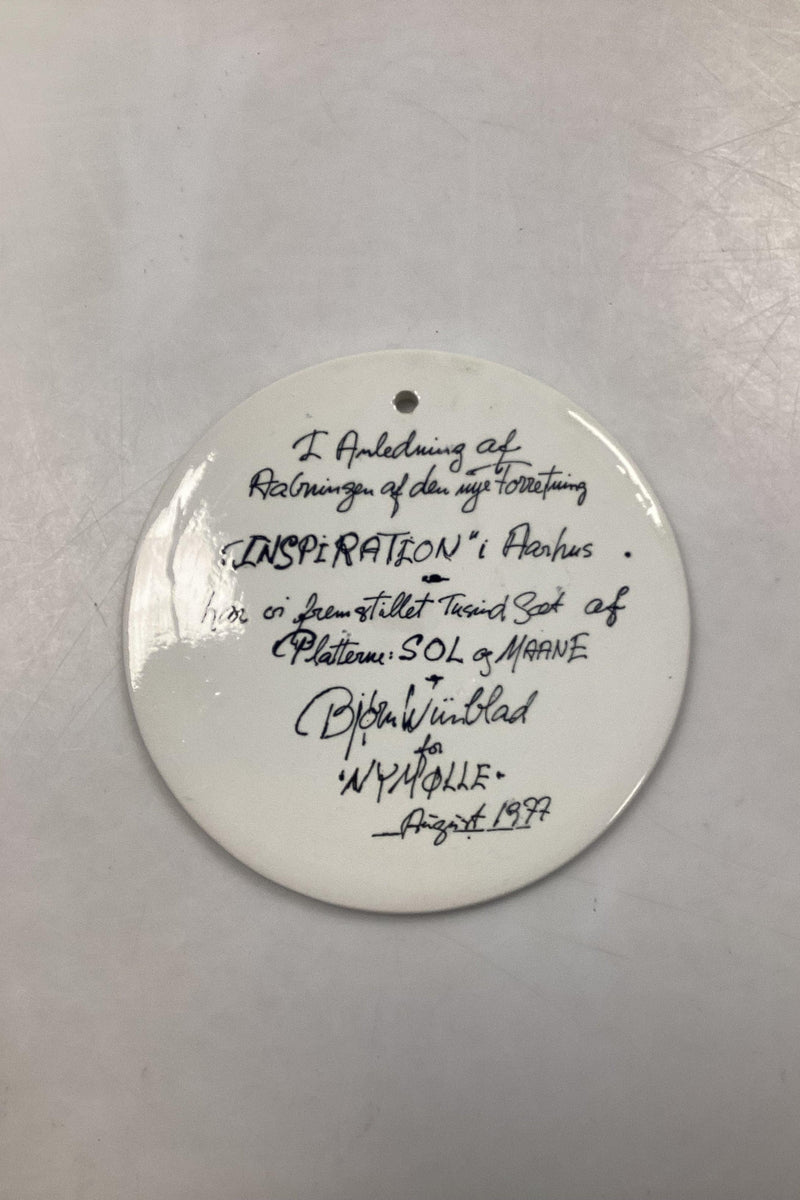 I Anledning af
Aabningen af den nye Forretning
„INSPiRATION“ i Aarhus .
har vi fremstillet Tusind Sæt af
Platterne: SOL og MAANE
Bjørn Wiinblad
for
·NYMØLLE·
August 1977